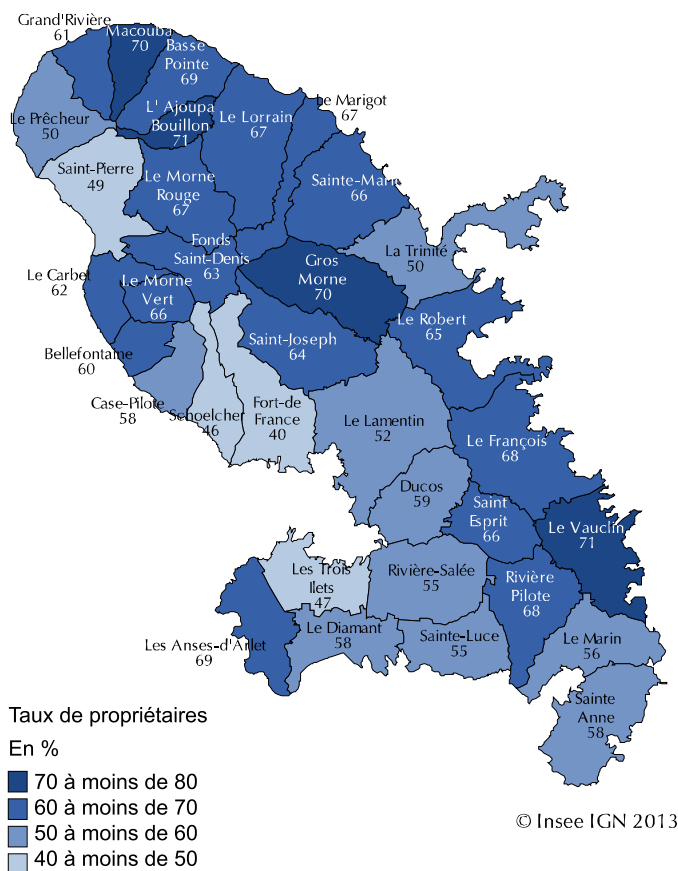 Grand'Rivière
61
Macouba
70
Basse
Pointe
69
Le Prêcheur
50
L' Ajoupa
Bouillon
71
Le Lorrain
67
Le Marigot
67
Saint-Pierre
49
Le Morne
Rouge
67
Sainte-Marie
66
Fonds
Saint-Denis
63
La Trinité
50
Le Carbet
62
Le Morne
Vert
66
Gros
Morne
70
Le Robert
65
Bellefontaine
60
Saint-Joseph
64
Case-Pilote
58
Schoelcher
46
Fort-de
France
40
Le Lamentin
52
Le François
68
Ducos
59
Saint
Esprit
66
Le Vauclin
71
Les Trois
Ilets
47
Rivière-Salée
55
Rivière
Pilote
68
Les Anses-d'Arlet
69
Le Diamant
58
Sainte-Luce
55
Le Marin
56
Sainte
Anne
58
Taux de propriétaires
En %
70 à moins de 80
60 à moins de 70
50 à moins de 60
40 à moins de 50
© Insee IGN 2013